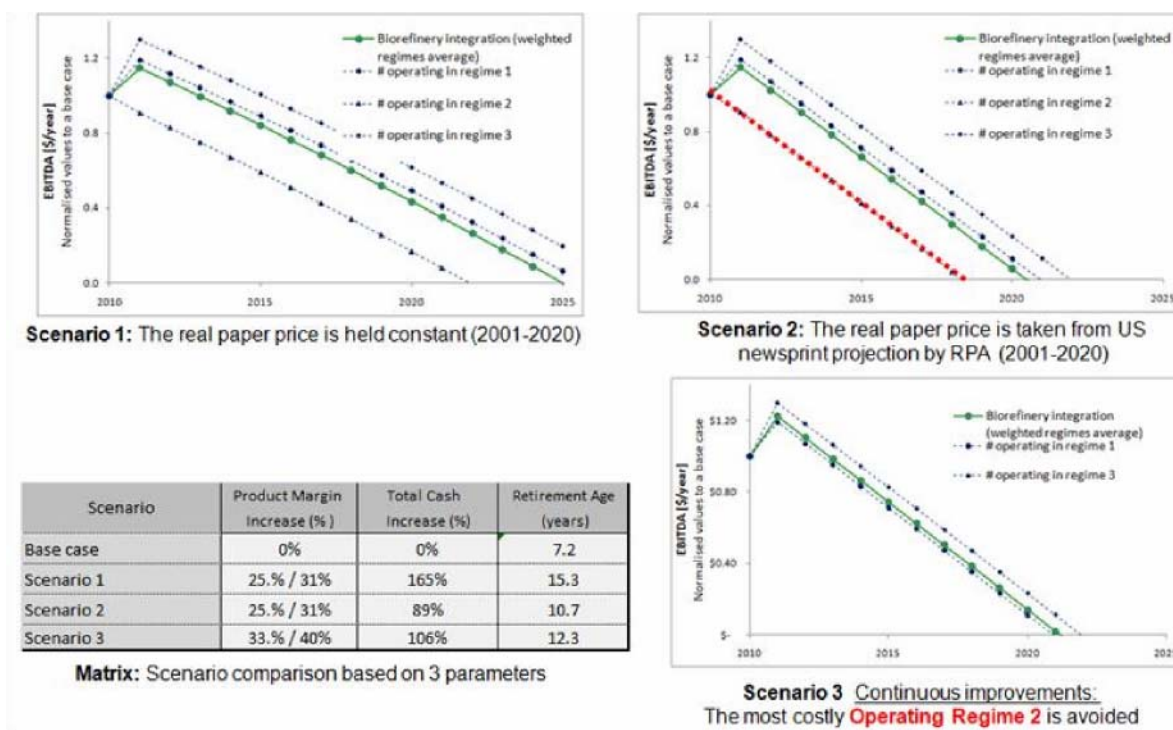 EBITDA [$/year]
Normalised values to a base case
1.2
0.8
0.4
0.0
2010 2015 2020 2025
Biorefinery integration (weighted
regimes average)
# operating in regime 1
# operating in regime 2
# operating in regime 3
Scenario 1: The real paper price is held constant (2001-2020)
EBITDA [$/year]
Normalised values to a base case
1.2
0.8
0.4
0.0
2010 2015 2020 2025
Biorefinery integration (weighted
regimes average)
# operating in regime 1
# operating in regime 2
# operating in regime 3
Scenario 2: The real paper price is taken from US
newsprint projection by RPA (2001-2020)
Scenario Product Margin Increase (% ) Total Cash Increase (%) Retirement Age (years)
Base case 0% 0% 7.2
Scenario 1 25.% / 31% 165% 15.3
Scenario 2 25.% / 31% 89% 10.7
Scenario 3 33.% / 40% 106% 12.3
Matrix: Scenario comparison based on 3 parameters
EBITDA [$/year]
Normalised values to a base case
$1.20
$0.80
$0.40
$-
2010 2015 2020 2025
Biorefinery integration
(weighted regimes average)
# operating in regime 1
# operating in regime 3
Scenario 3 Continuous improvements:
The most costly Operating Regime 2 is avoided